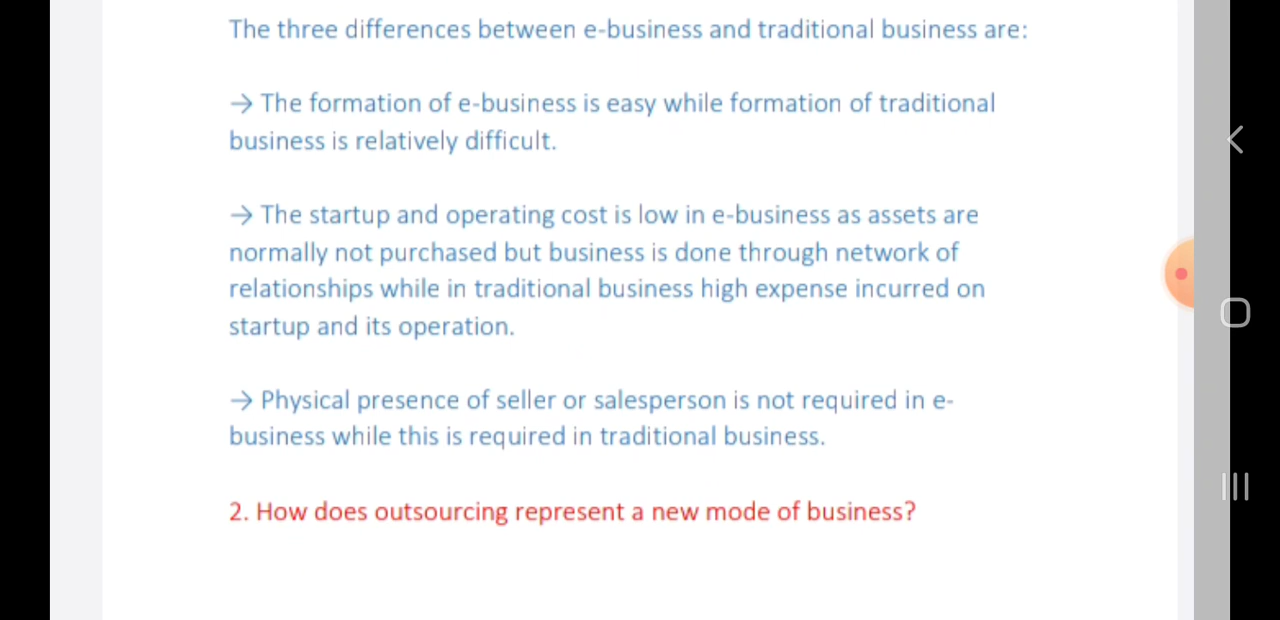 The three differences between e-business and traditional business are:
→ The formation of e-business is easy while formation of traditional
business is relatively difficult.
→ The startup and operating cost is low in e-business as assets are
normally not purchased but business is done through network of
relationships while in traditional business high expense incurred on
startup and its operation.
→ Physical presence of seller or salesperson is not required in e-
business while this is required in traditional business.
2. How does outsourcing represent a new mode of business?